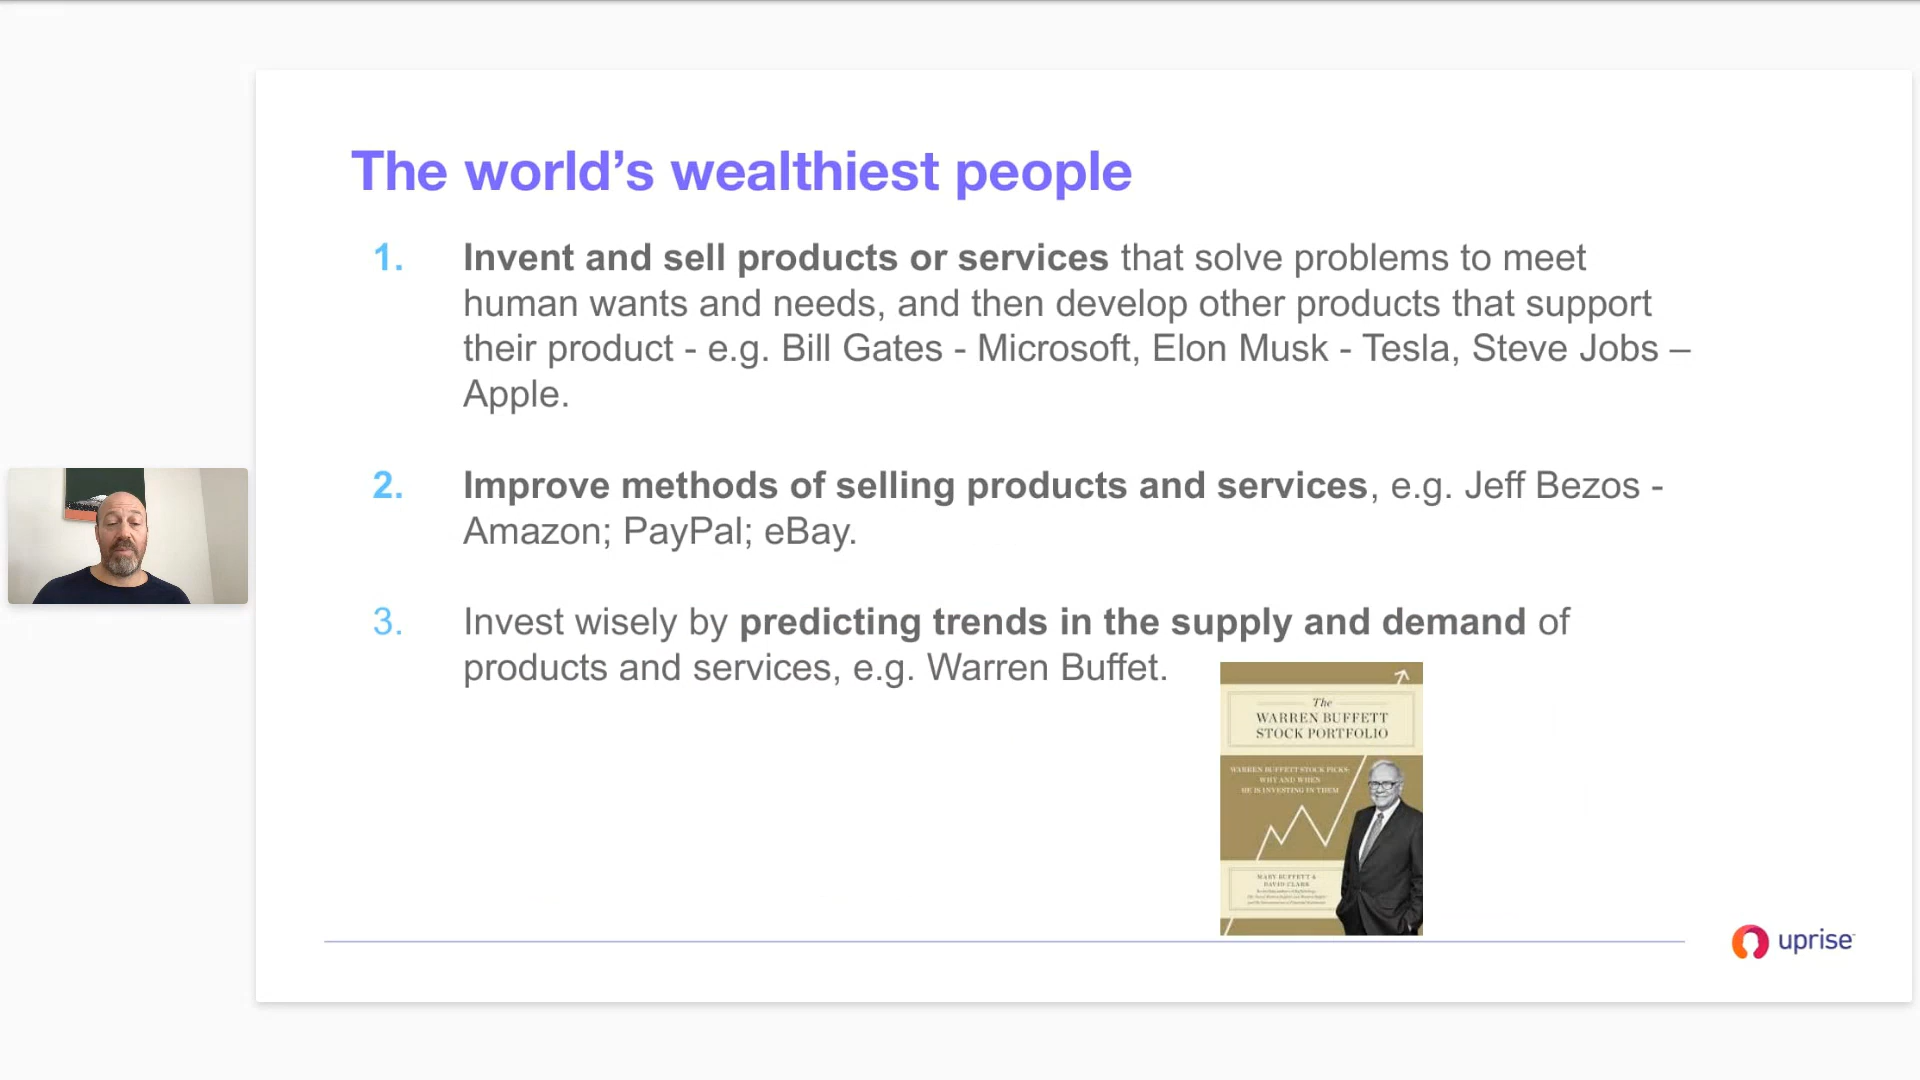 The world’s wealthiest people
1. Invent and sell products or services that solve problems to meet
human wants and needs, and then develop other products that support
their product - e.g. Bill Gates - Microsoft, Elon Musk - Tesla, Steve Jobs –
Apple.
2. Improve methods of selling products and services, e.g. Jeff Bezos -
Amazon; PayPal; eBay.
3. Invest wisely by predicting trends in the supply and demand of
products and services, e.g. Warren Buffet.
The
WARREN BUFFETT
STOCK PORTFOLIO
WARREN BUFFETT STOCK PICKS:
WHY AND WHEN
HE IS INVESTING IN THEM
MARY BUFFETT &
DAVID CLARK
uprise